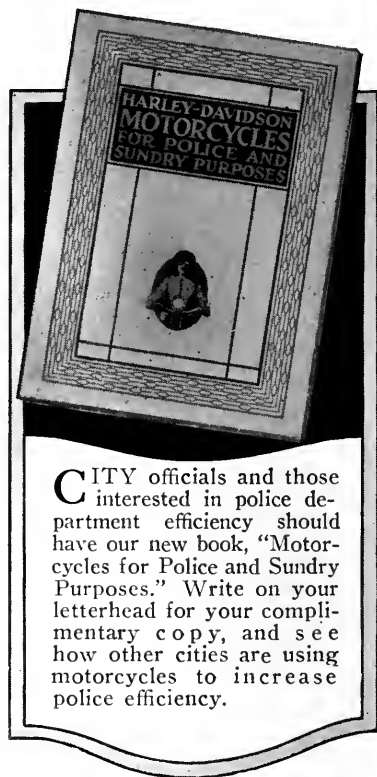 HARLEY-DAVIDSON
MOTORCYCLES
FOR POLICE AND
SUNDRY PURPOSES
CITY officials and those
interested in police de-
partment efficiency should
have our new book, “Motor-
cycles for Police and Sundry
Purposes.” Write on your
letterhead for your compli-
mentary copy, and see
how other cities are using
motorcycles to increase
police efficiency.